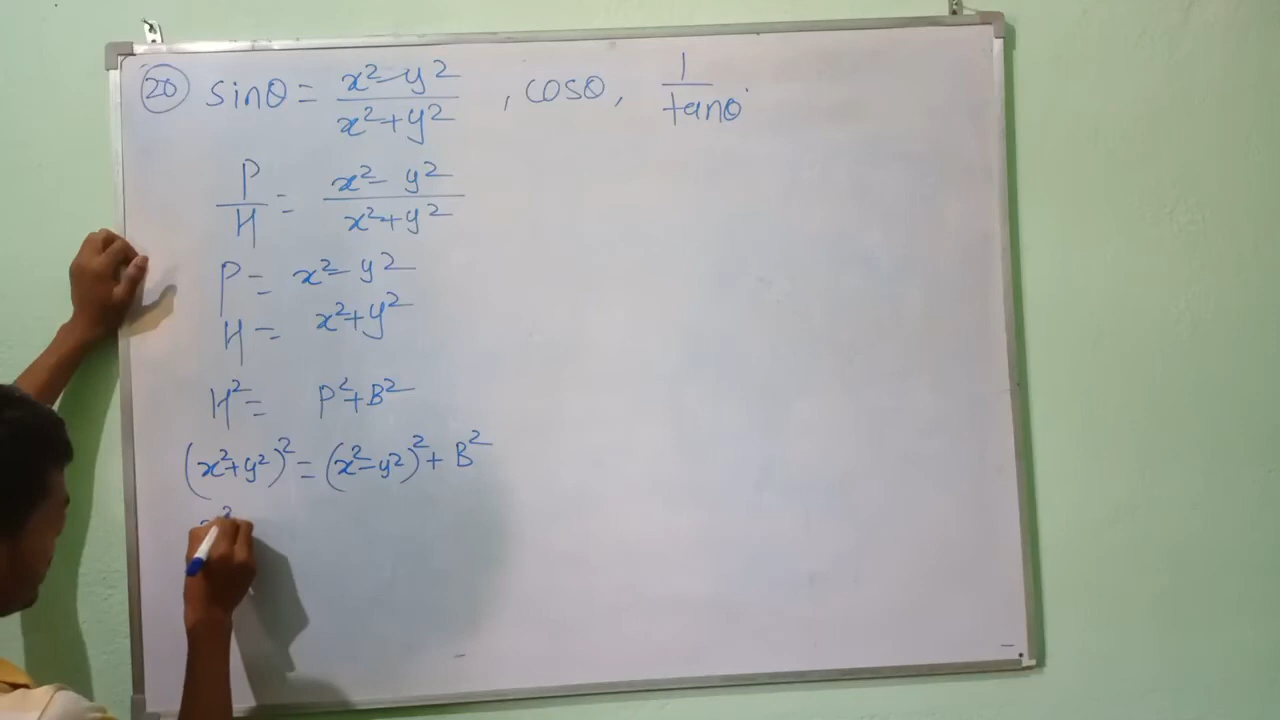 20 sinθ = x²-y² / x²+y² , cosθ, 1/tanθ
P/H = x²-y² / x²+y²
P = x²-y²
H = x²+y²
H² = P²+B²
(x²+y²)² = (x²-y²)² + B²